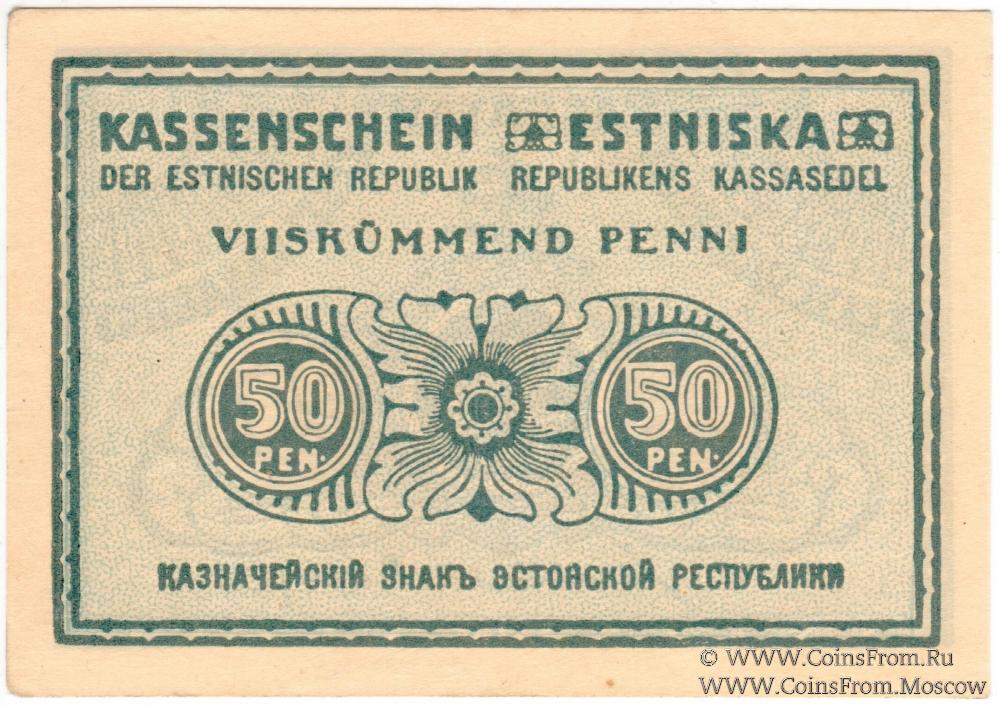 KASSENSCHEIN ESTNISKA
DER ESTNISCHEN REPUBLIK REPUBLIKENS KASSASEDEL
VIISKÜMMEND PENNI
50 50
PEN. PEN.
КАЗНАЧЕЙСКІЙ ЗНАКЪ ЭСТОНСКОЙ РЕСПУБЛИКИ
© WWW.CoinsFrom.Ru
WWW.CoinsFrom.Moscow